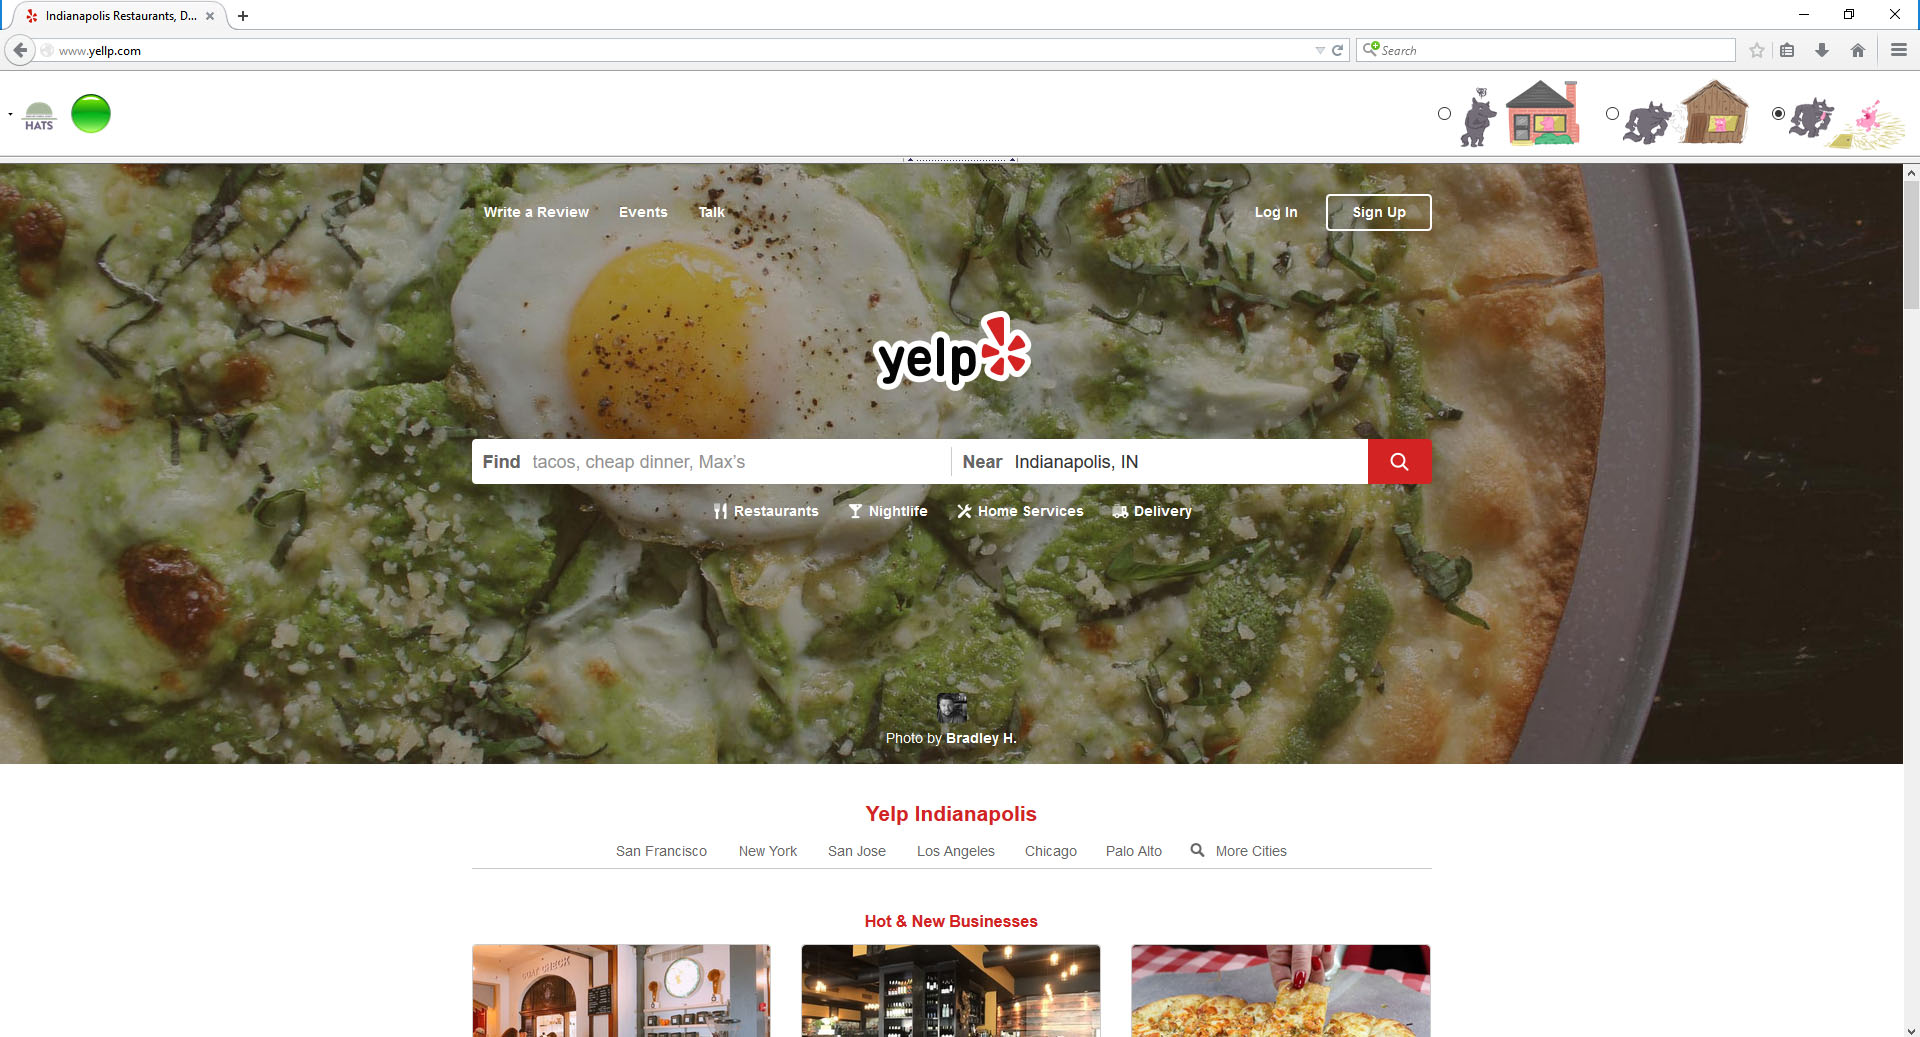 Indianapolis Restaurants, D...
www.yellp.com
Search
HATS
Write a Review Events Talk Log In Sign Up
yelp
Find tacos, cheap dinner, Max's Near Indianapolis, IN
Restaurants Nightlife Home Services Delivery
Photo by Bradley H.
Yelp Indianapolis
San Francisco New York San Jose Los Angeles Chicago Palo Alto More Cities
Hot & New Businesses
COAT CHECK